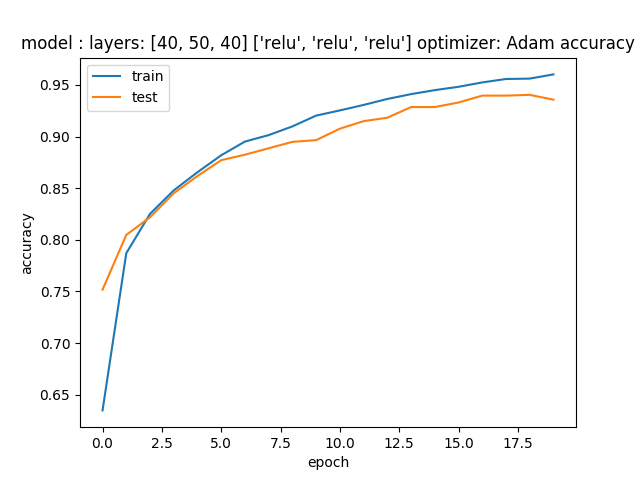 model : layers: [40, 50, 40] ['relu', 'relu', 'relu'] optimizer: Adam accuracy
train
test
0.95
0.90
0.85
0.80
0.75
0.70
0.65
accuracy
0.0 2.5 5.0 7.5 10.0 12.5 15.0 17.5
epoch